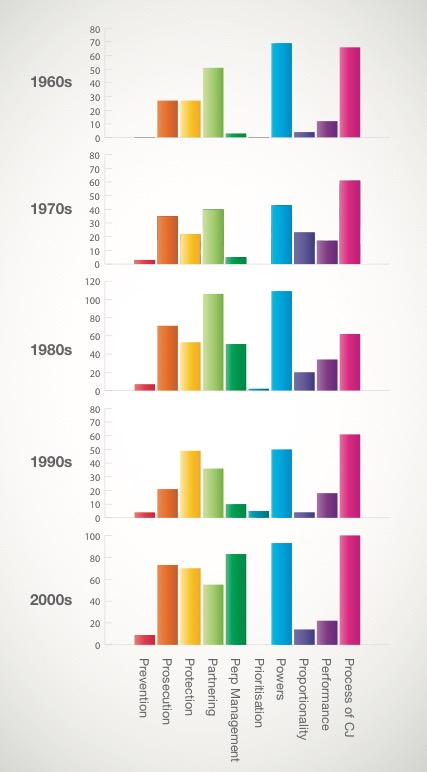 80
70
60
50
40
30
20
10
0
1960s
80
70
60
50
40
30
20
10
0
1970s
120
100
80
60
40
20
0
1980s
80
70
60
50
40
30
20
10
0
1990s
100
80
60
40
20
0
2000s
Prevention
Prosecution
Protection
Partnering
Perp Management
Prioritisation
Powers
Proportionality
Performance
Process of CJ